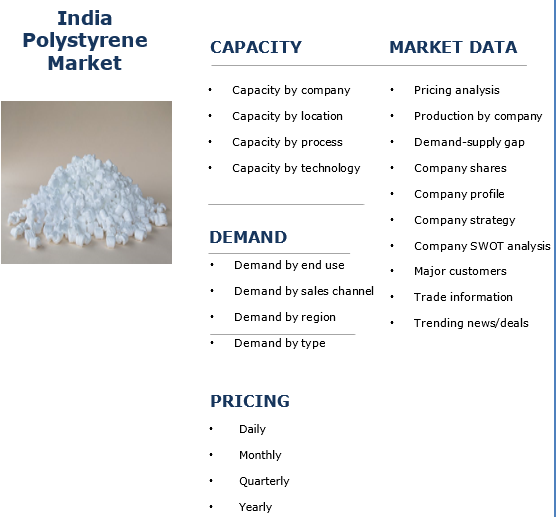 India
Polystyrene
Market
CAPACITY
• Capacity by company
• Capacity by location
• Capacity by process
• Capacity by technology
DEMAND
• Demand by end use
• Demand by sales channel
• Demand by region
• Demand by type
PRICING
• Daily
• Monthly
• Quarterly
• Yearly
MARKET DATA
• Pricing analysis
• Production by company
• Demand-supply gap
• Company shares
• Company profile
• Company strategy
• Company SWOT analysis
• Major customers
• Trade information
• Trending news/deals